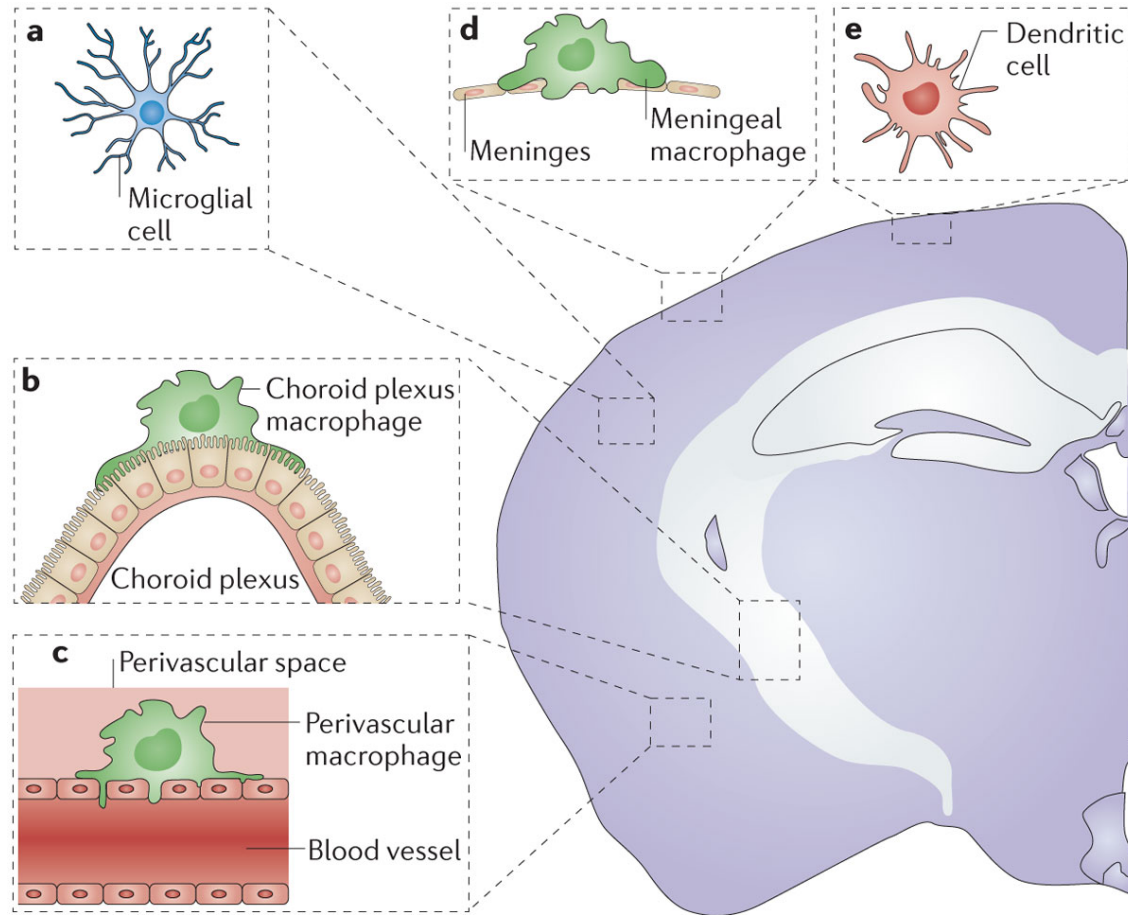 a
Microglial
cell
b
Choroid plexus
macrophage
Choroid plexus
c
Perivascular space
Perivascular
macrophage
Blood vessel
d
Meninges
Meningeal
macrophage
e
Dendritic
cell